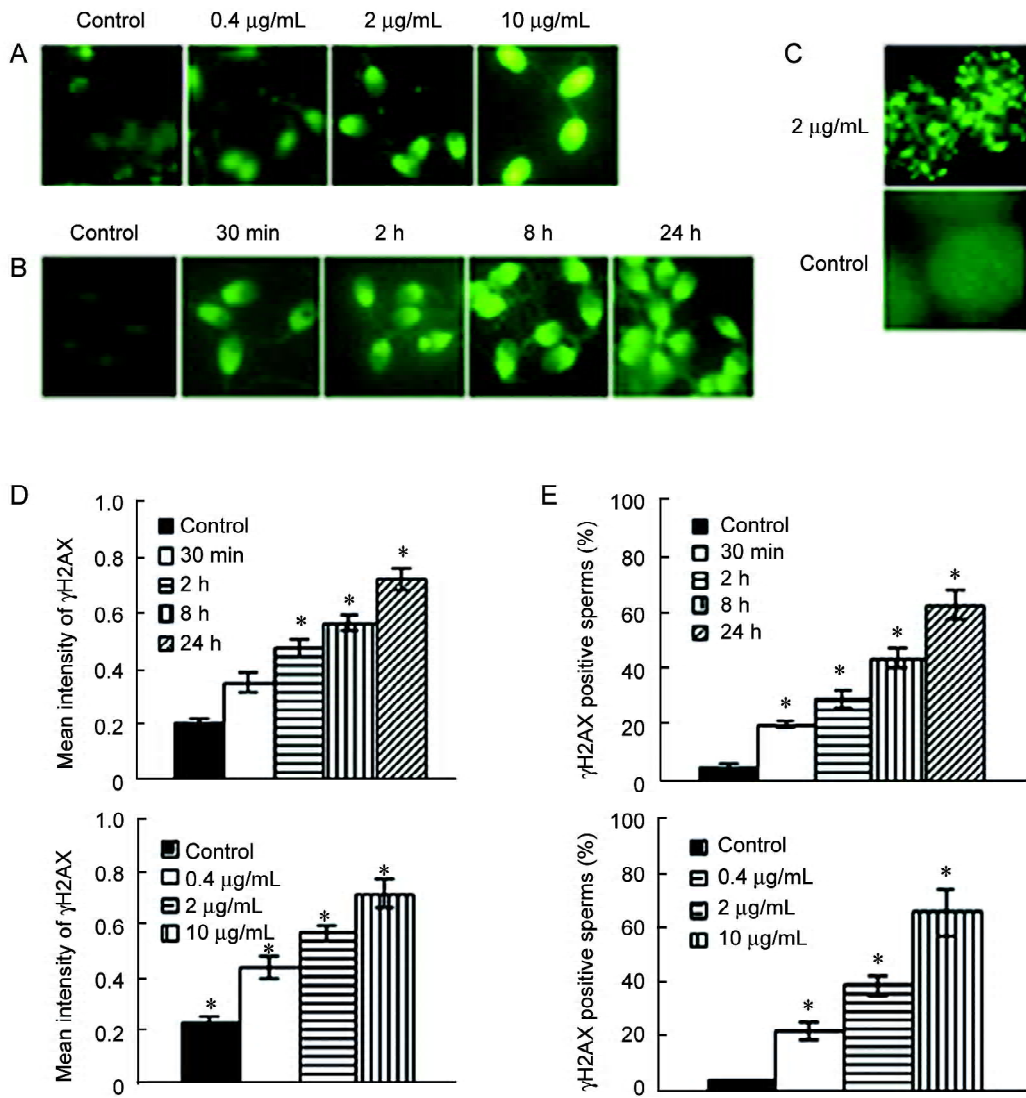 Control 0.4 μg/mL 2 μg/mL 10 μg/mL
A
C
2 μg/mL
Control
Control 30 min 2 h 8 h 24 h
B
D
Mean intensity of γH2AX
1.0
0.8
0.6
0.4
0.2
0
Control
30 min
2 h
8 h
24 h
*
*
*
E
γH2AX positive sperms (%)
100
80
60
40
20
0
Control
30 min
2 h
8 h
24 h
*
*
*
*
Mean intensity of γH2AX
1.0
0.8
0.6
0.4
0.2
0
Control
0.4 μg/mL
2 μg/mL
10 μg/mL
*
*
*
*
γH2AX positive sperms (%)
100
80
60
40
20
0
Control
0.4 μg/mL
2 μg/mL
10 μg/mL
*
*
*